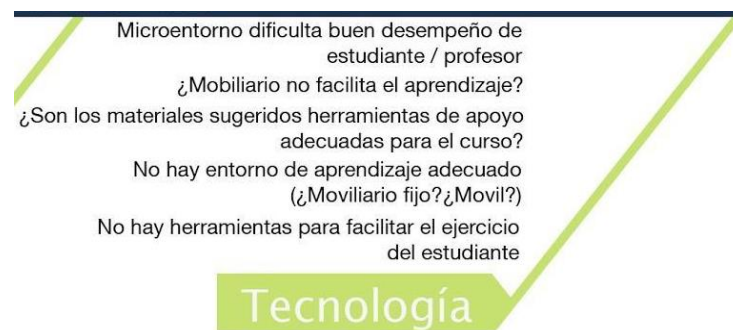 Microentorno dificulta buen desempeño de
estudiante / profesor
¿Mobiliario no facilita el aprendizaje?
¿Son los materiales sugeridos herramientas de apoyo
adecuadas para el curso?
No hay entorno de aprendizaje adecuado
(¿Moviliario fijo?¿Movil?)
No hay herramientas para facilitar el ejercicio
del estudiante
Tecnología